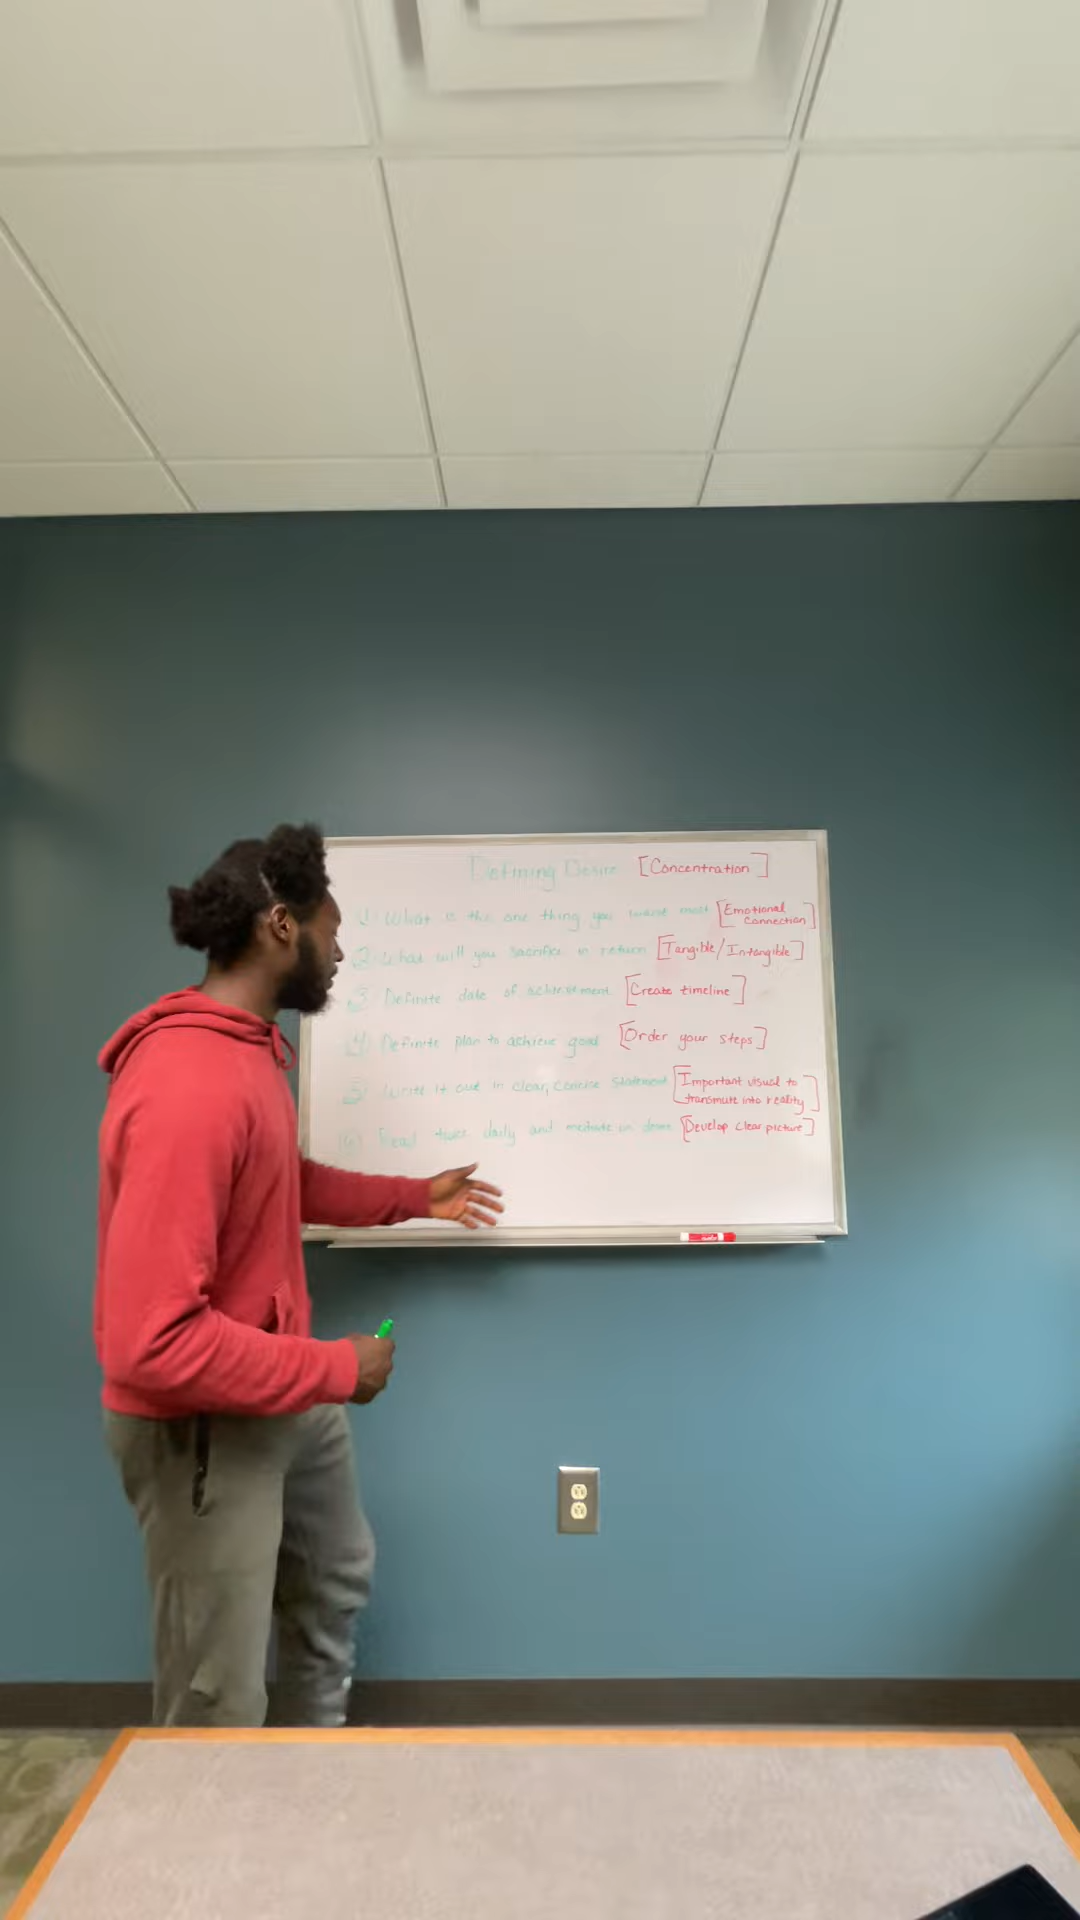 Defining Desire [Concentration]
1) What is the one thing you want most [Emotional Connection]
2) What will you sacrifice in return [Tangible/Intangible]
3) Definite date of achievement [Create timeline]
4) Definite plan to achieve goal [Order your steps]
5) Write it out in clear, concise statement [Important visual to transmute into reality]
6) Read twice daily and meditate on desire [Develop clear picture]